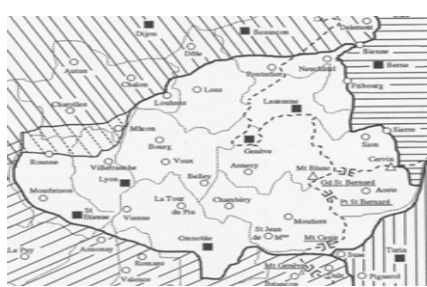 Dijon
Besançon
Delémont
Dôle
Bienne
Autun
Pontarlier
Neuchâtel
Berne
Chalon
Lons
Fribourg
Charolles
Louhans
Lausanne
Mâcon
Sierre
Bourg
Genève
Sion
Roanne
Cervin
Villefranche
Vaux
Annecy
Mt Blanc
Lyon
Belley
Gd St Bernard
Aoste
Montbrison
La Tour
du Pin
Chambéry
Pt St Bernard
St
Etienne
Vienne
Moutiers
St Jean
de Mne
Grenoble
Mt Cenis
Le Puy
Annonay
Suse
Turin
Romans
Mt Genèvre
Valence
Briançon
Pignerol